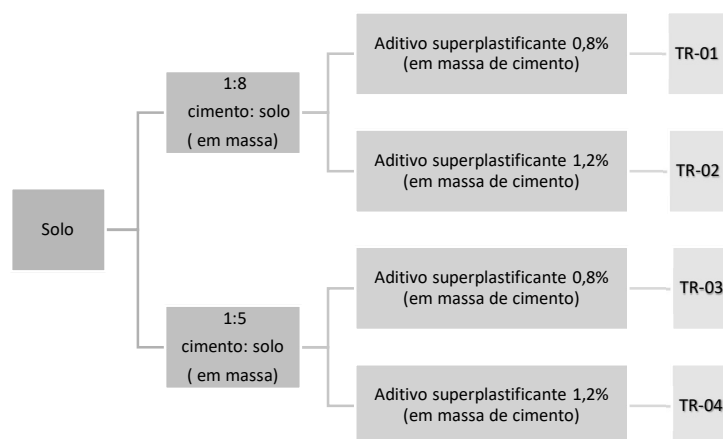 Solo
1:8
cimento: solo
( em massa)
Aditivo superplastificante 0,8%
(em massa de cimento)
TR-01
Aditivo superplastificante 1,2%
(em massa de cimento)
TR-02
1:5
cimento: solo
( em massa)
Aditivo superplastificante 0,8%
(em massa de cimento)
TR-03
Aditivo superplastificante 1,2%
(em massa de cimento)
TR-04